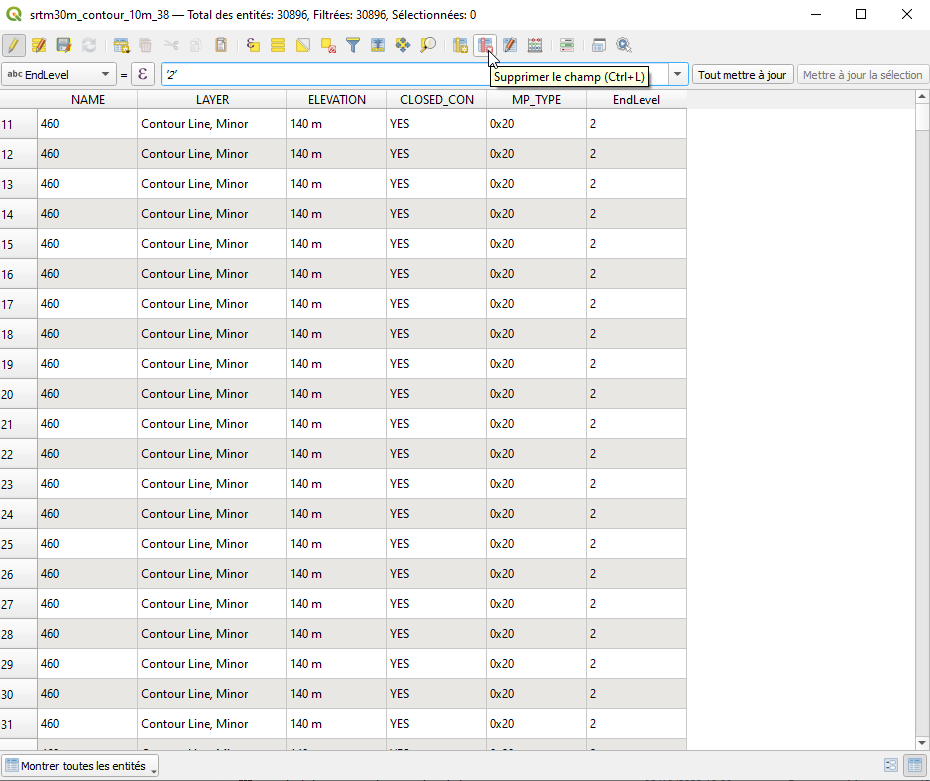 srtm30m_contour_10m_38 — Total des entités: 30896, Filtrées: 30896, Sélectionnées: 0
abc EndLevel = ε '2' Tout mettre à jour Mettre à jour la sélection
Supprimer le champ (Ctrl+L)
NAME LAYER ELEVATION CLOSED_CON MP_TYPE EndLevel
11 460 Contour Line, Minor 140 m YES 0x20 2
12 460 Contour Line, Minor 140 m YES 0x20 2
13 460 Contour Line, Minor 140 m YES 0x20 2
14 460 Contour Line, Minor 140 m YES 0x20 2
15 460 Contour Line, Minor 140 m YES 0x20 2
16 460 Contour Line, Minor 140 m YES 0x20 2
17 460 Contour Line, Minor 140 m YES 0x20 2
18 460 Contour Line, Minor 140 m YES 0x20 2
19 460 Contour Line, Minor 140 m YES 0x20 2
20 460 Contour Line, Minor 140 m YES 0x20 2
21 460 Contour Line, Minor 140 m YES 0x20 2
22 460 Contour Line, Minor 140 m YES 0x20 2
23 460 Contour Line, Minor 140 m YES 0x20 2
24 460 Contour Line, Minor 140 m YES 0x20 2
25 460 Contour Line, Minor 140 m YES 0x20 2
26 460 Contour Line, Minor 140 m YES 0x20 2
27 460 Contour Line, Minor 140 m YES 0x20 2
28 460 Contour Line, Minor 140 m YES 0x20 2
29 460 Contour Line, Minor 140 m YES 0x20 2
30 460 Contour Line, Minor 140 m YES 0x20 2
31 460 Contour Line, Minor 140 m YES 0x20 2
Montrer toutes les entités